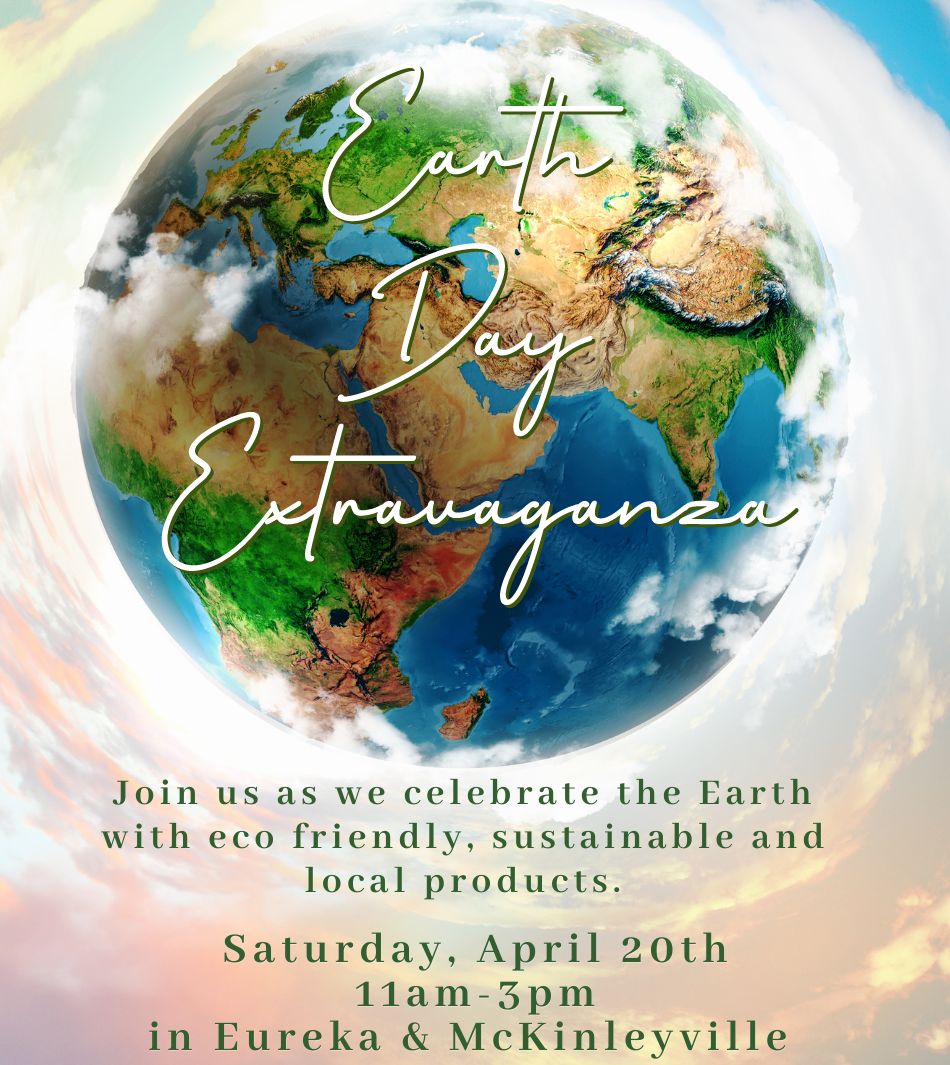 Earth
Day
Extravaganza
Join us as we celebrate the Earth
with eco friendly, sustainable and
local products.
Saturday, April 20th
11am-3pm
in Eureka & McKinleyville